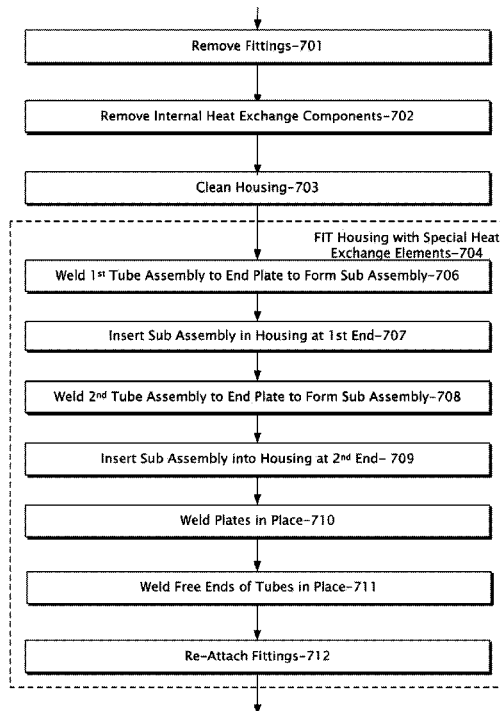 Remove Fittings-701
Remove Internal Heat Exchange Components-702
Clean Housing-703
FIT Housing with Special Heat
Exchange Elements-704
Weld 1st Tube Assembly to End Plate to Form Sub Assembly-706
Insert Sub Assembly in Housing at 1st End-707
Weld 2nd Tube Assembly to End Plate to Form Sub Assembly-708
Insert Sub Assembly into Housing at 2nd End- 709
Weld Plates in Place-710
Weld Free Ends of Tubes in Place-711
Re-Attach Fittings-712